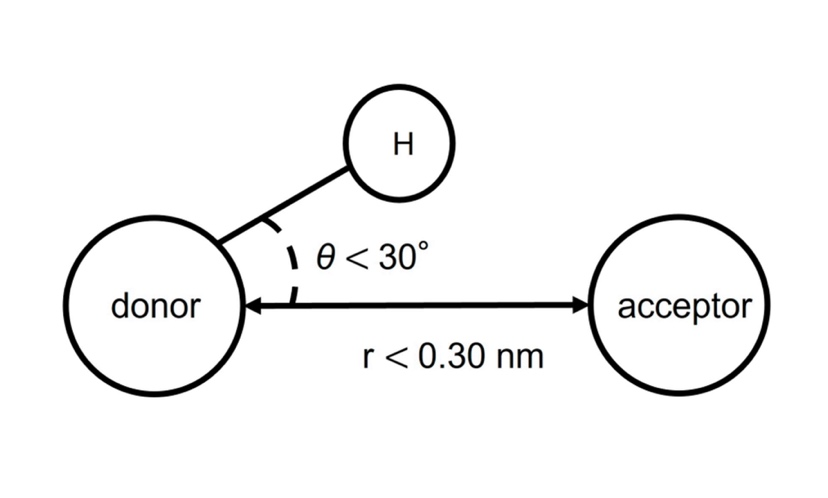 H
θ < 30°
donor
acceptor
r < 0.30 nm